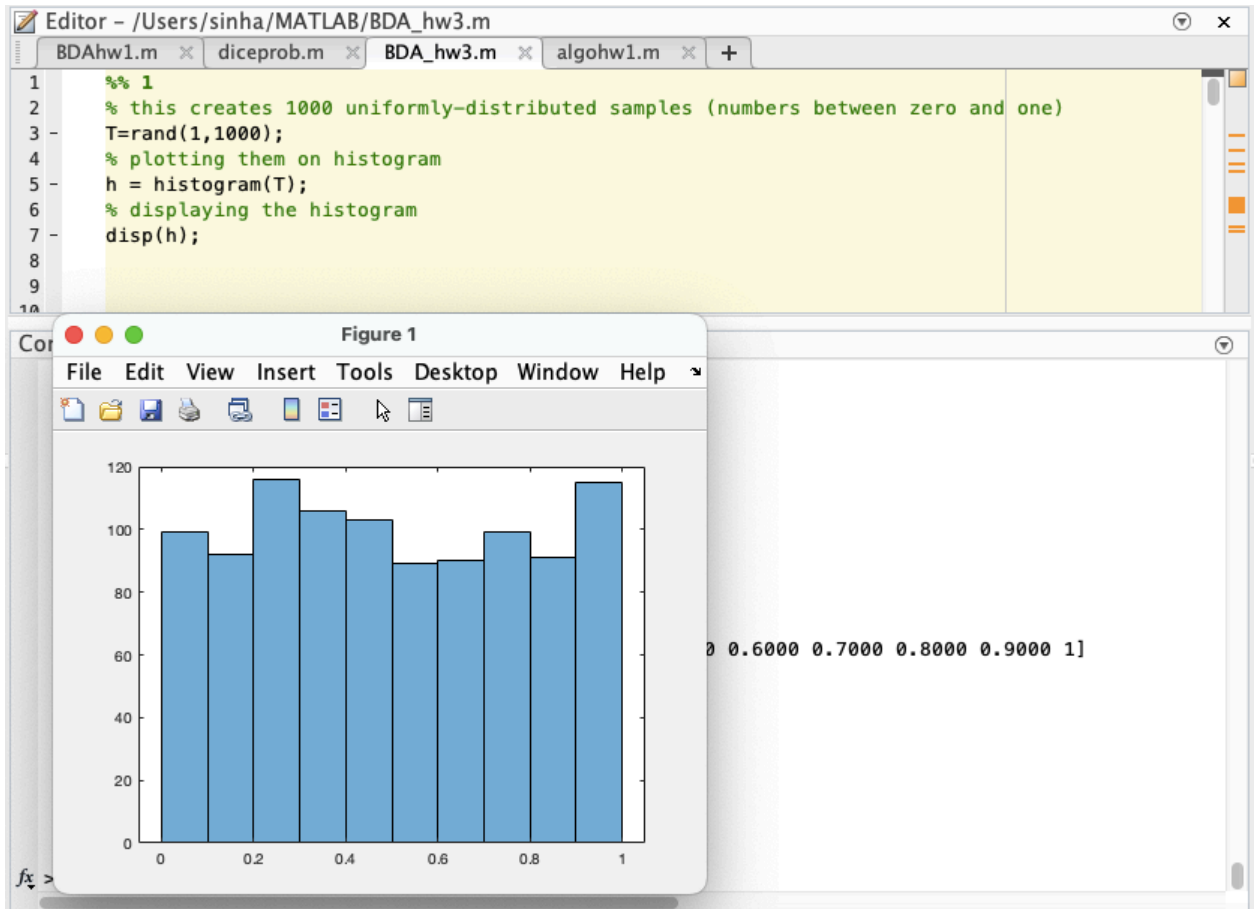 Editor – /Users/sinha/MATLAB/BDA_hw3.m
BDAhw1.m diceprob.m BDA_hw3.m algohw1.m +
1 %% 1
2 % this creates 1000 uniformly-distributed samples (numbers between zero and one)
3 - T=rand(1,1000);
4 % plotting them on histogram
5 - h = histogram(T);
6 % displaying the histogram
7 - disp(h);
8
9
10
Figure 1
File Edit View Insert Tools Desktop Window Help
120
100
80
60
40
20
0
0 0.2 0.4 0.6 0.8 1
0.6000 0.7000 0.8000 0.9000 1]
fx >